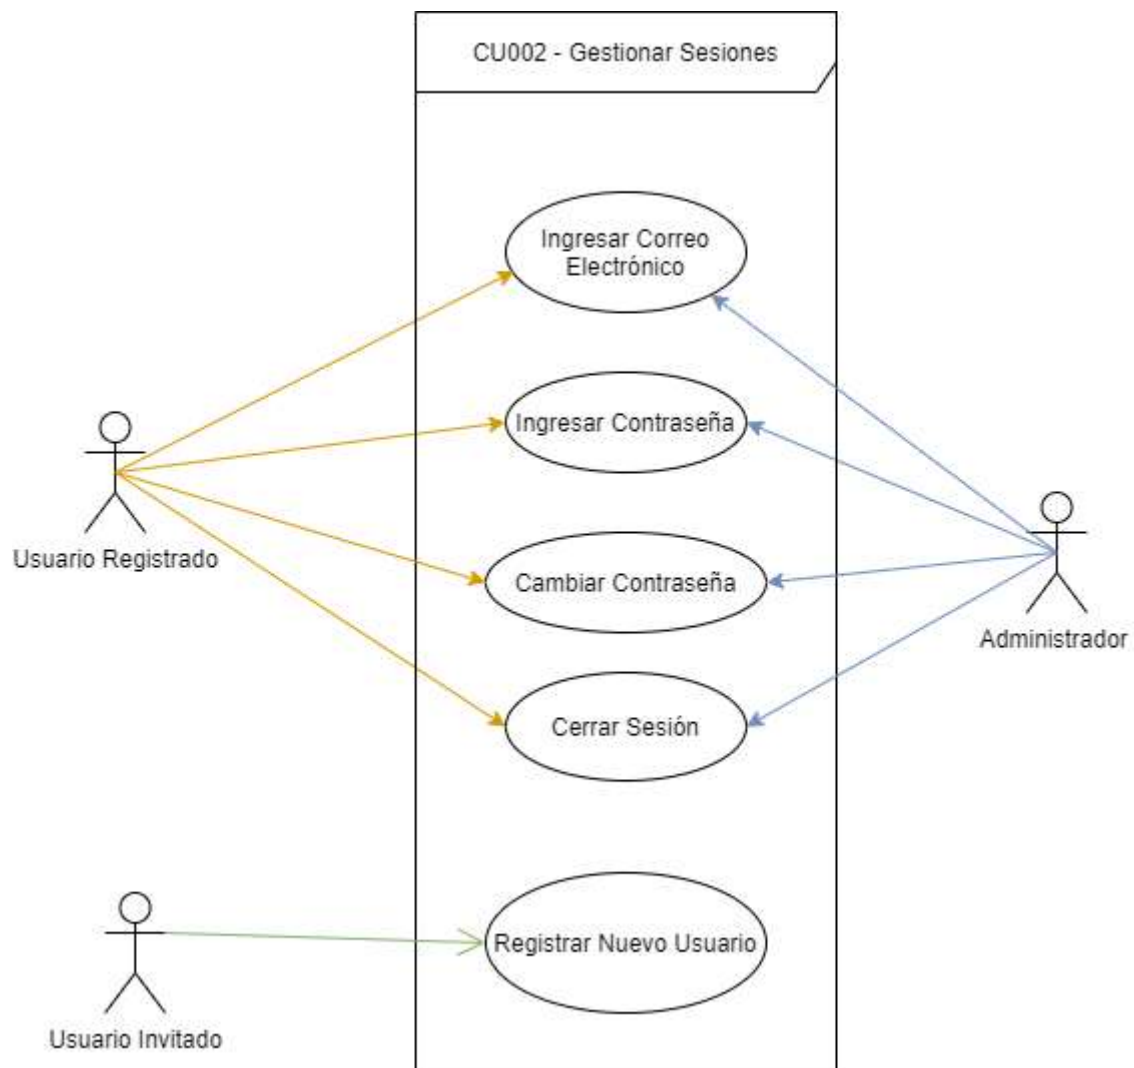 CU002 - Gestionar Sesiones
Ingresar Correo
Electrónico
Ingresar Contraseña
Usuario Registrado
Cambiar Contraseña
Administrador
Cerrar Sesión
Registrar Nuevo Usuario
Usuario Invitado